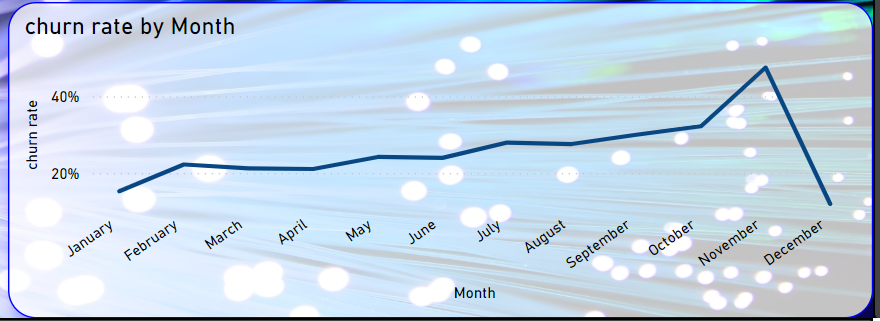 churn rate by Month
40%
20%
churn rate
January
February
March
April
May
June
July
August
September
October
November
December
Month